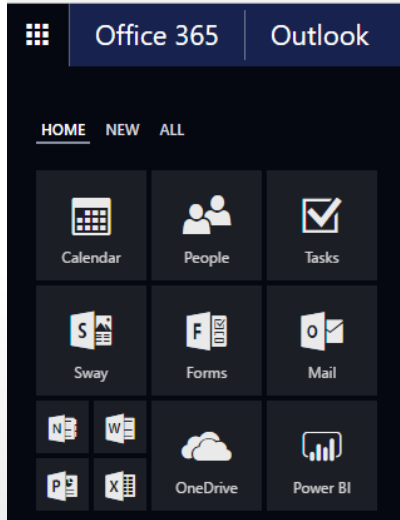 Office 365 Outlook
HOME NEW ALL
Calendar People Tasks
S F O
Sway Forms Mail
N W
P X OneDrive Power BI